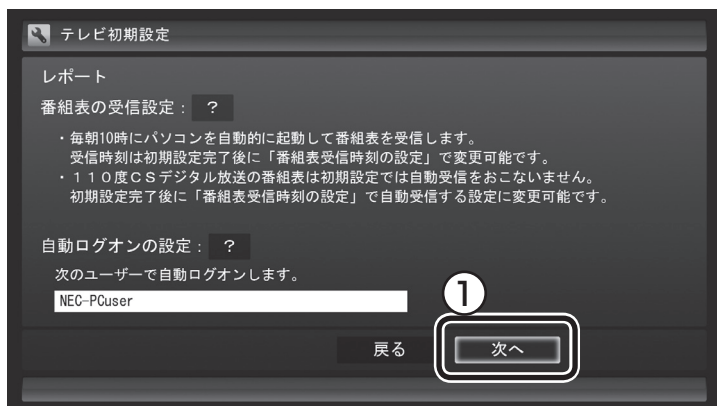 テレビ初期設定
レポート
番組表の受信設定： ?
・毎朝10時にパソコンを自動的に起動して番組表を受信します。
受信時刻は初期設定完了後に「番組表受信時刻の設定」で変更可能です。
・１１０度ＣＳデジタル放送の番組表は初期設定では自動受信をおこないません。
初期設定完了後に「番組表受信時刻の設定」で自動受信する設定に変更可能です。
自動ログオンの設定： ?
次のユーザーで自動ログオンします。
NEC-PCuser
①
戻る 次へ